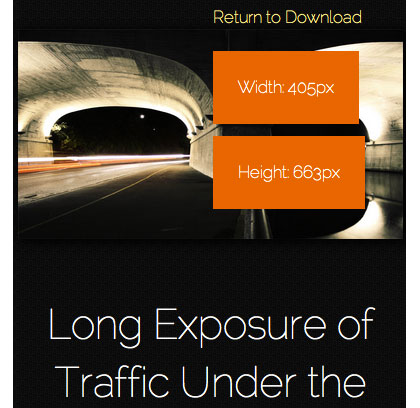 Return to Download
Width: 405px
Height: 663px
Long Exposure of
Traffic Under the